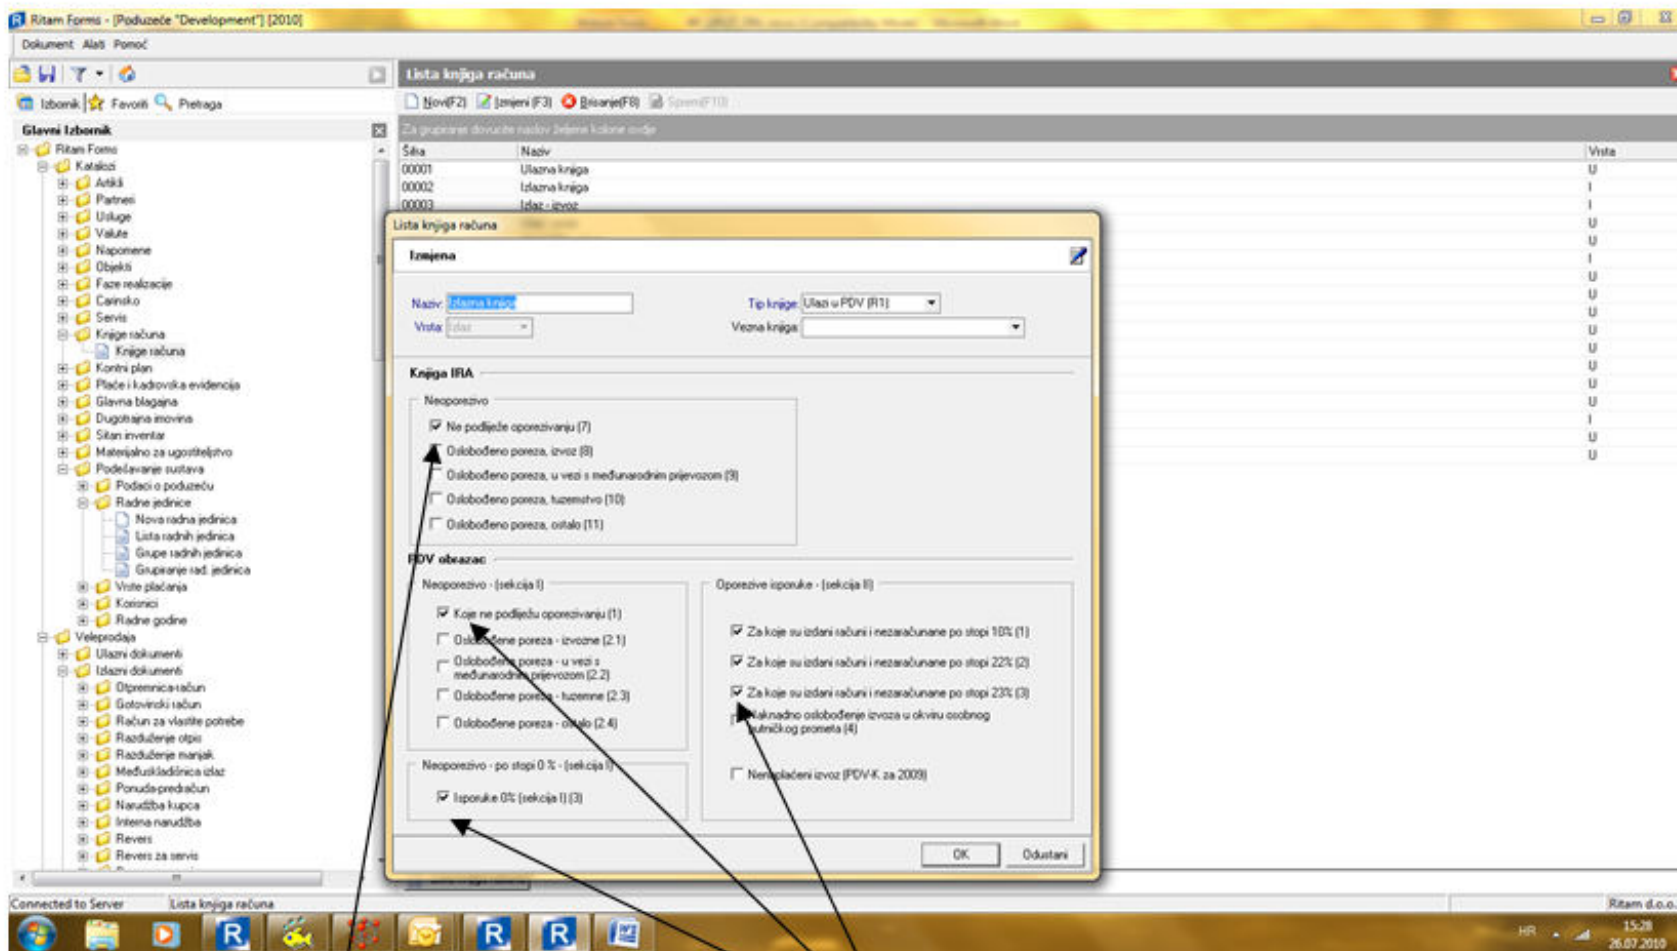 Ritam Forms - [Poduzeće "Development"] [2010]
Dokument Alati Pomoć
Izbornik Favoriti Pretraga
Glavni Izbornik
Ritam Forms
Katalozi
Artikli
Partneri
Usluge
Valute
Napomene
Objekti
Faze realizacije
Carinsko
Servis
Knjige računa
Knjige računa
Kontni plan
Plaće i kadrovska evidencija
Glavna blagajna
Dugotrajna imovina
Sitan inventar
Materijalno za ugostiteljstvo
Podešavanje sustava
Podaci o poduzeću
Radne jedinice
Nova radna jedinica
Lista radnih jedinica
Grupe radnih jedinica
Grupiranje rad. jedinica
Vrste plaćanja
Korisnici
Radne godine
Veleprodaja
Ulazni dokumenti
Izlazni dokumenti
Otpremnica-račun
Gotovinski račun
Račun za vlastite potrebe
Razduženje otpis
Razduženje manjak
Međuskladišnica izlaz
Ponuda-predračun
Narudžba kupca
Interna narudžba
Revers
Revers za servis
Lista knjiga računa
Novi(F2) Izmjeni (F3) Brisanje(F8) Spremi(F10)
Za grupiranje dovucite naslov željene kolone ovdje
Šifra Naziv Vrsta
00001 Ulazna knjiga U
00002 Izlazna knjiga I
00003 Izlaz - izvoz I
U
U
I
U
U
U
U
U
U
U
U
I
U
U
Lista knjiga računa
Izmjena
Naziv: Izlazna knjiga Tip knjige: Ulazi u PDV (R1)
Vrsta: Izlaz Vezna knjiga:
Knjiga IRA
Neoporezivo
Ne podliježe oporezivanju (7)
Oslobođeno poreza, izvoz (8)
Oslobođeno poreza, u vezi s međunarodnim prijevozom (9)
Oslobođeno poreza, tuzemstvo (10)
Oslobođeno poreza, ostalo (11)
PDV obrazac
Neoporezivo - (sekcija I)
Koje ne podliježu oporezivanju (1)
Oslobođene poreza - izvozne (2.1)
Oslobođene poreza - u vezi s
međunarodnim prijevozom (2.2)
Oslobođene poreza - tuzemne (2.3)
Oslobođene poreza - ostalo (2.4)
Neoporezivo - po stopi 0 % - (sekcija I)
Isporuke 0% (sekcija I) (3)
Oporezive isporuke - (sekcija II)
Za koje su izdani računi i nezaračunane po stopi 10% (1)
Za koje su izdani računi i nezaračunane po stopi 22% (2)
Za koje su izdani računi i nezaračunane po stopi 23% (3)
Naknadno oslobođenje izvoza u okviru osobnog
putničkog prometa (4)
Nenaplaćeni izvoz (PDV-K za 2009)
OK Odustani
Connected to Server Lista knjiga računa Ritam d.o.o.
HR 15:28
26.07.2010